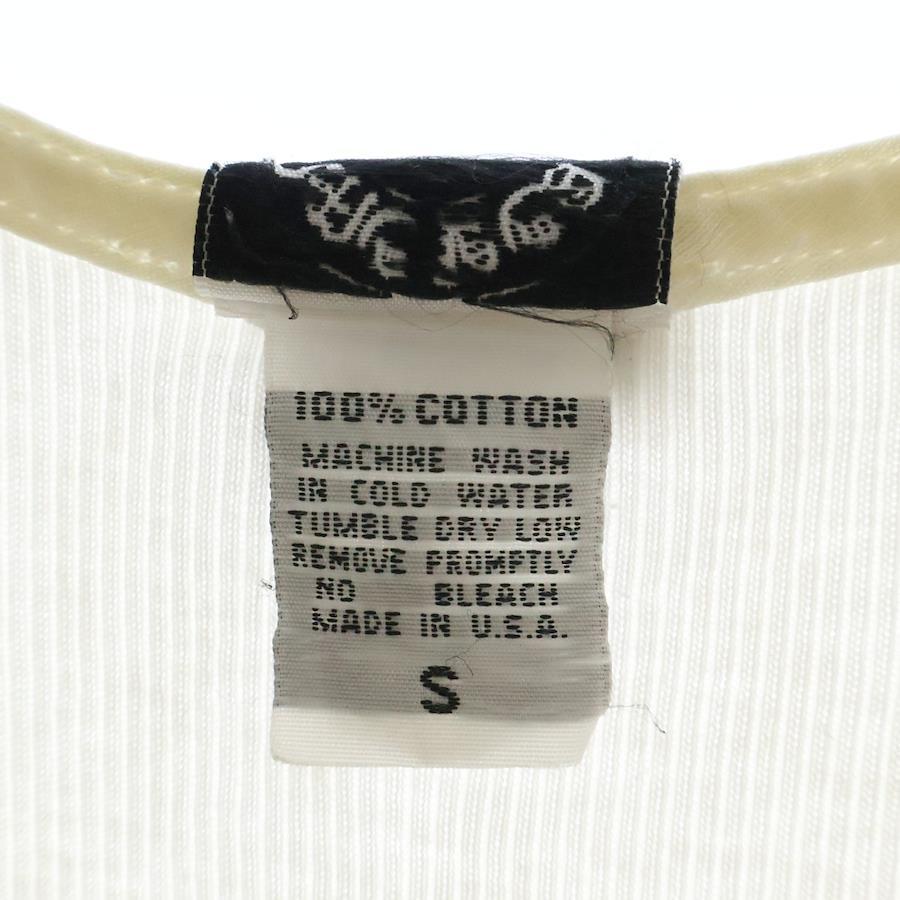 100% COTTON
MACHINE WASH
IN COLD WATER
TUMBLE DRY LOW
REMOVE PROMPTLY
NO BLEACH
MADE IN U.S.A.
S